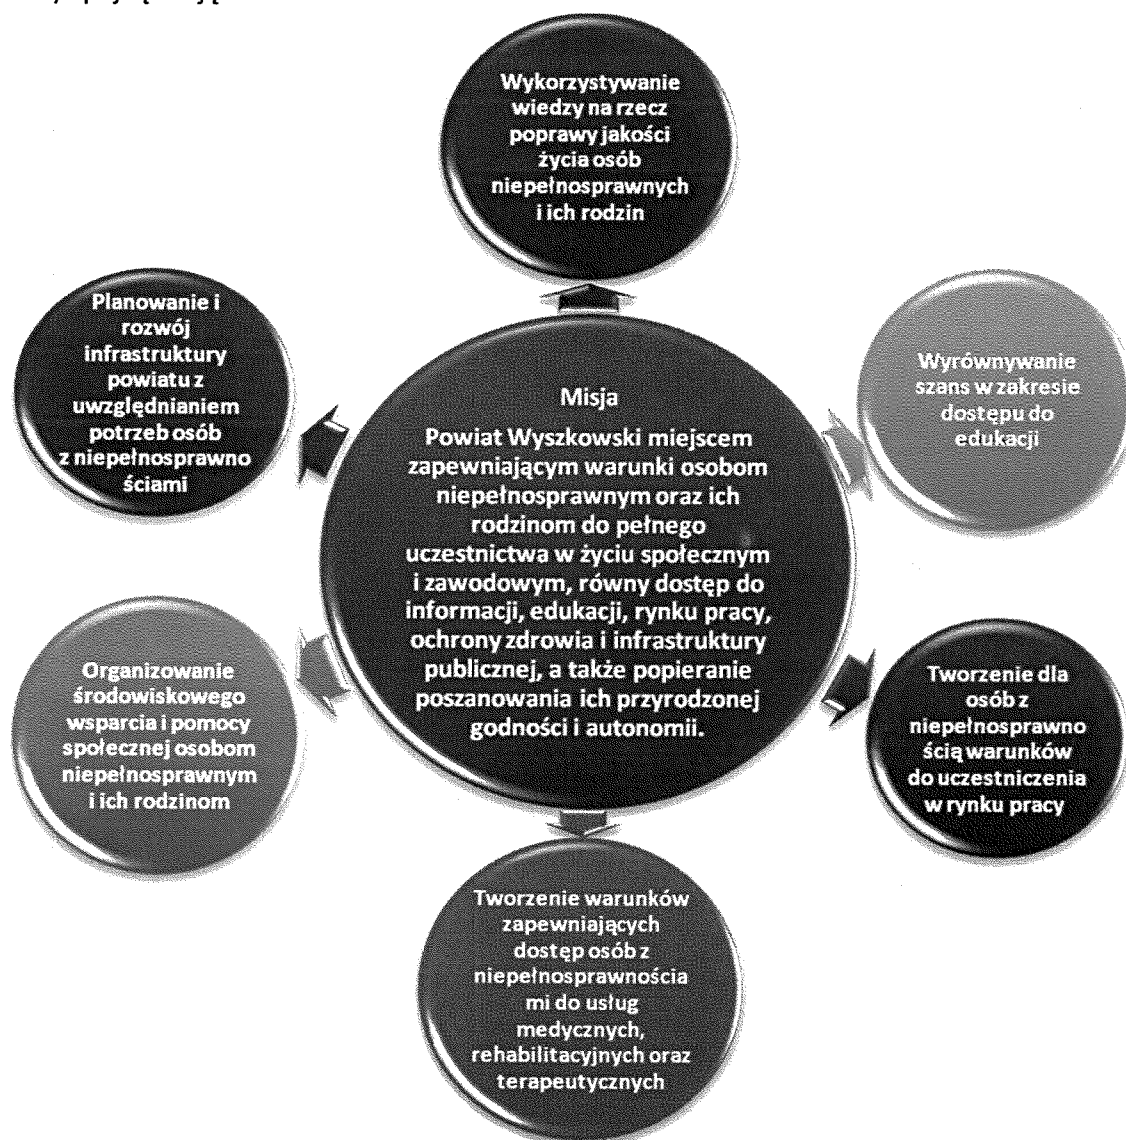 Wykorzystywanie
wiedzy na rzecz
poprawy jakości
życia osób
niepełnosprawnych
i ich rodzin
Planowanie i
rozwój
infrastruktury
powiatu z
uwzględnianiem
potrzeb osób
z niepełnosprawno
ściami
Wyrównywanie
szans w zakresie
dostępu do
edukacji
Misja
Powiat Wyszkowski miejscem
zapewniającym warunki osobom
niepełnosprawnym oraz ich
rodzinom do pełnego
uczestnictwa w życiu społecznym
i zawodowym, równy dostęp do
informacji, edukacji, rynku pracy,
ochrony zdrowia i infrastruktury
publicznej, a także popieranie
poszanowania ich przyrodzonej
godności i autonomii.
Organizowanie
środowiskowego
wsparcia i pomocy
społecznej osobom
niepełnosprawnym
i ich rodzinom
Tworzenie dla
osób z
niepełnosprawno
ścią warunków
do uczestniczenia
w rynku pracy
Tworzenie warunków
zapewniających
dostęp osób z
niepełnosprawnościa
mi do usług
medycznych,
rehabilitacyjnych oraz
terapeutycznych